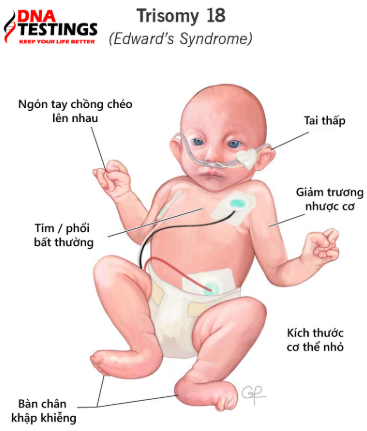 DNA
TESTINGS
KEEP YOUR LIFE BETTER
Trisomy 18
(Edward's Syndrome)
Ngón tay chồng chéo
lên nhau
Tai thấp
Giảm trương
nhược cơ
Tim / phổi
bất thường
Kích thước
cơ thể nhỏ
Bàn chân
khập khiễng